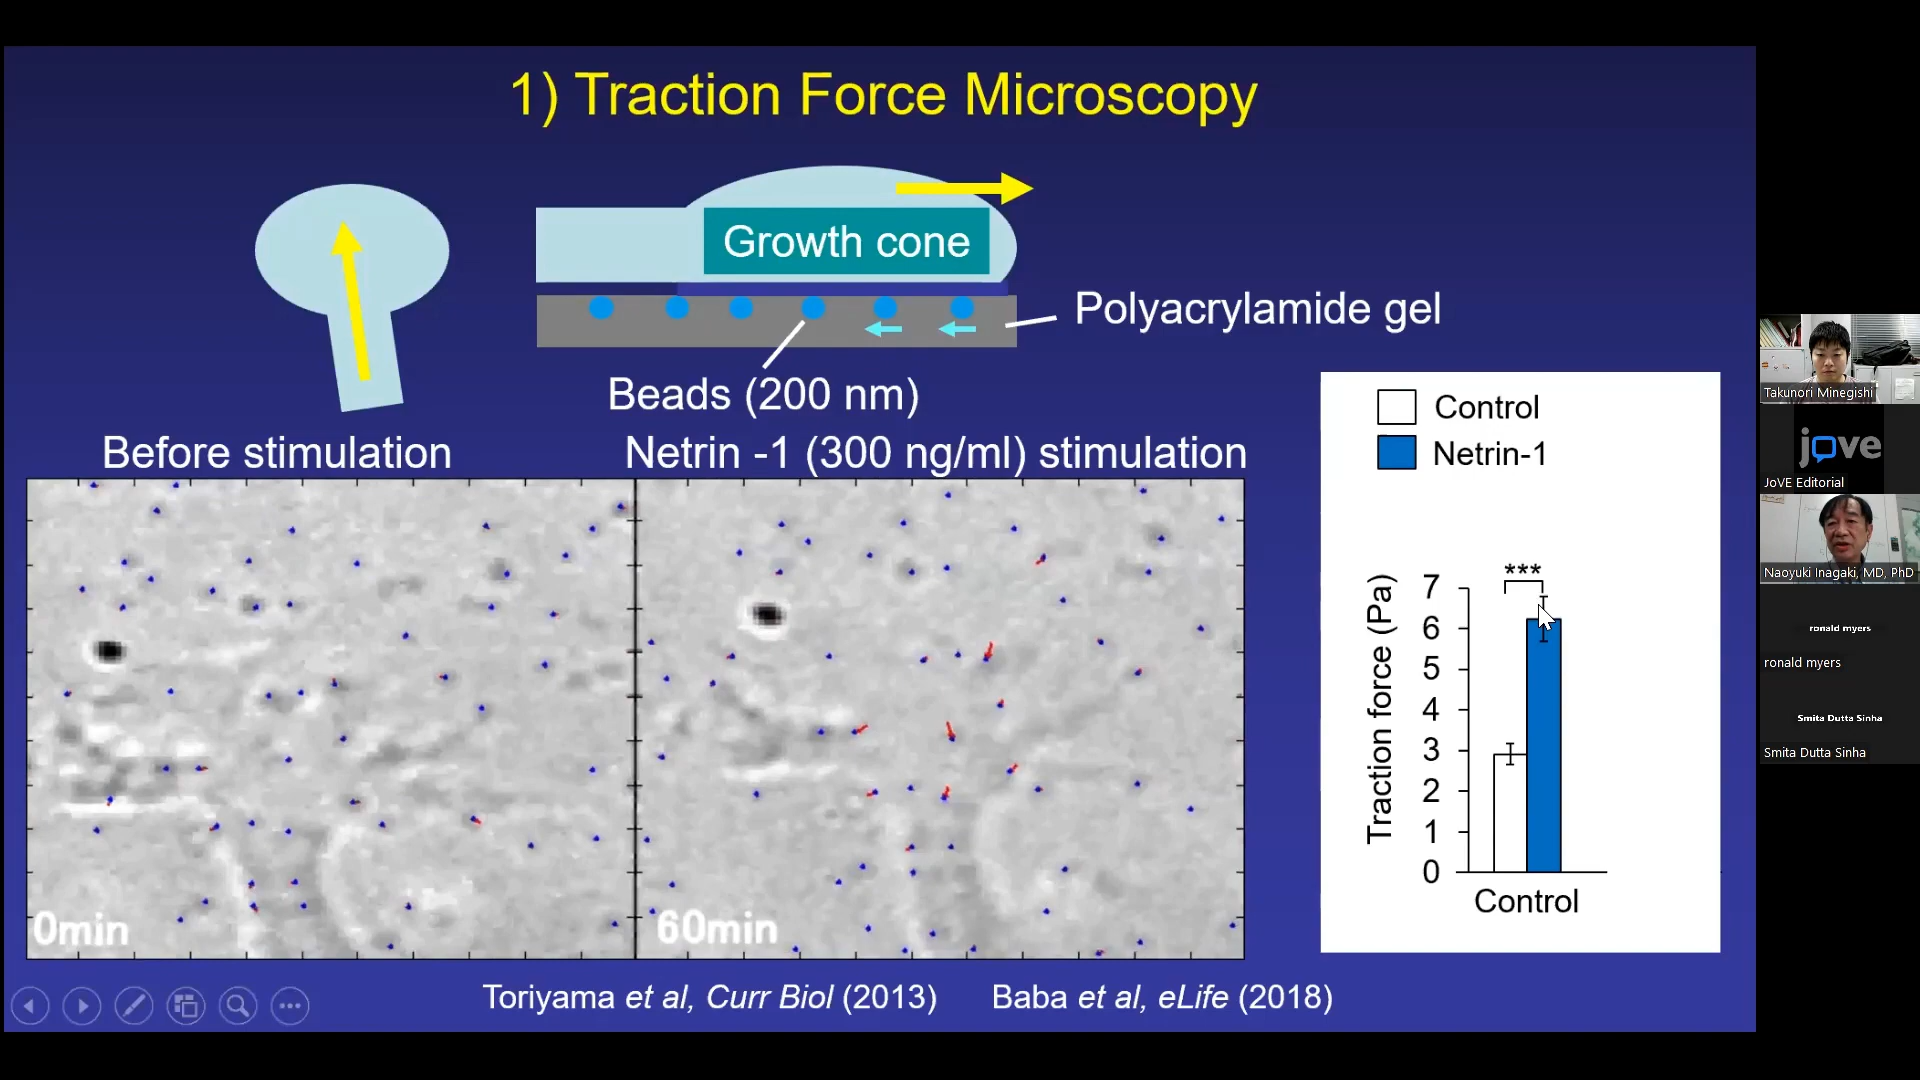 1) Traction Force Microscopy
Growth cone
Polyacrylamide gel
Beads (200 nm)
Before stimulation
Netrin -1 (300 ng/ml) stimulation
0min
60min
Control
Netrin-1
***
Traction force (Pa)
7
6
5
4
3
2
1
0
Control
Toriyama et al, Curr Biol (2013)
Baba et al, eLife (2018)
Takunori Minegishi
jove
JoVE Editorial
Naoyuki Inagaki, MD, PhD
ronald myers
ronald myers
Smita Dutta Sinha
Smita Dutta Sinha